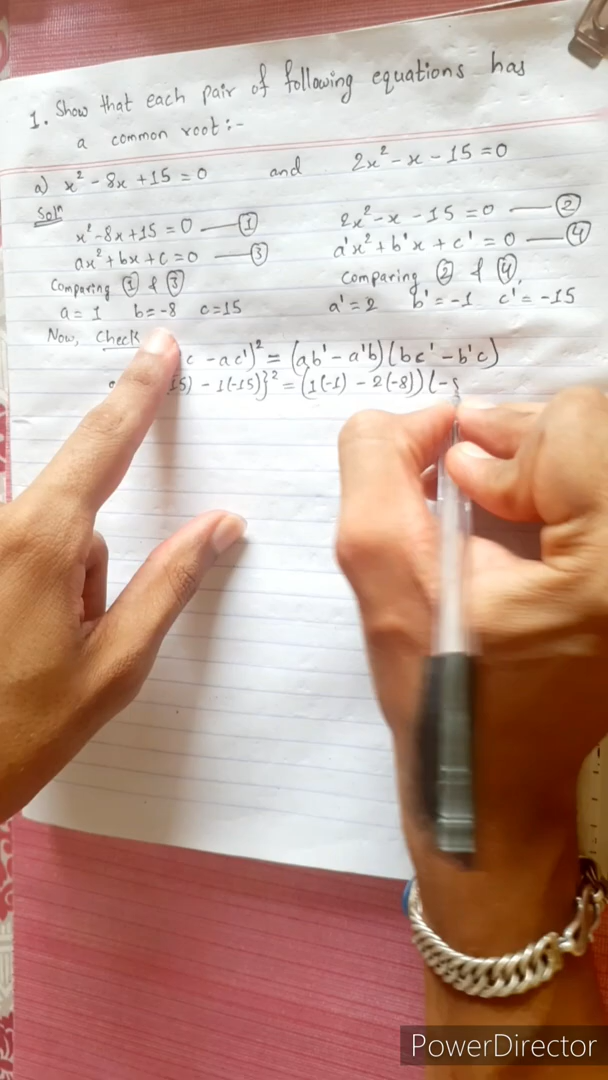 1. Show that each pair of following equations has
a common root:-
a) x² - 8x + 15 = 0 and 2x² - x - 15 = 0
Solⁿ
x² - 8x + 15 = 0 —— ① 2x² - x - 15 = 0 —— ②
ax² + bx + c = 0 —— ③ a'x² + b'x + c' = 0 —— ④
Comparing ① & ③ Comparing ② & ④
a = 1 b = -8 c = 15 a' = 2 b' = -1 c' = -15
Now, Check
c - ac')² = (ab' - a'b)(bc' - b'c)
15) - 1(-15)}² = (1(-1) - 2(-8)) (-
PowerDirector